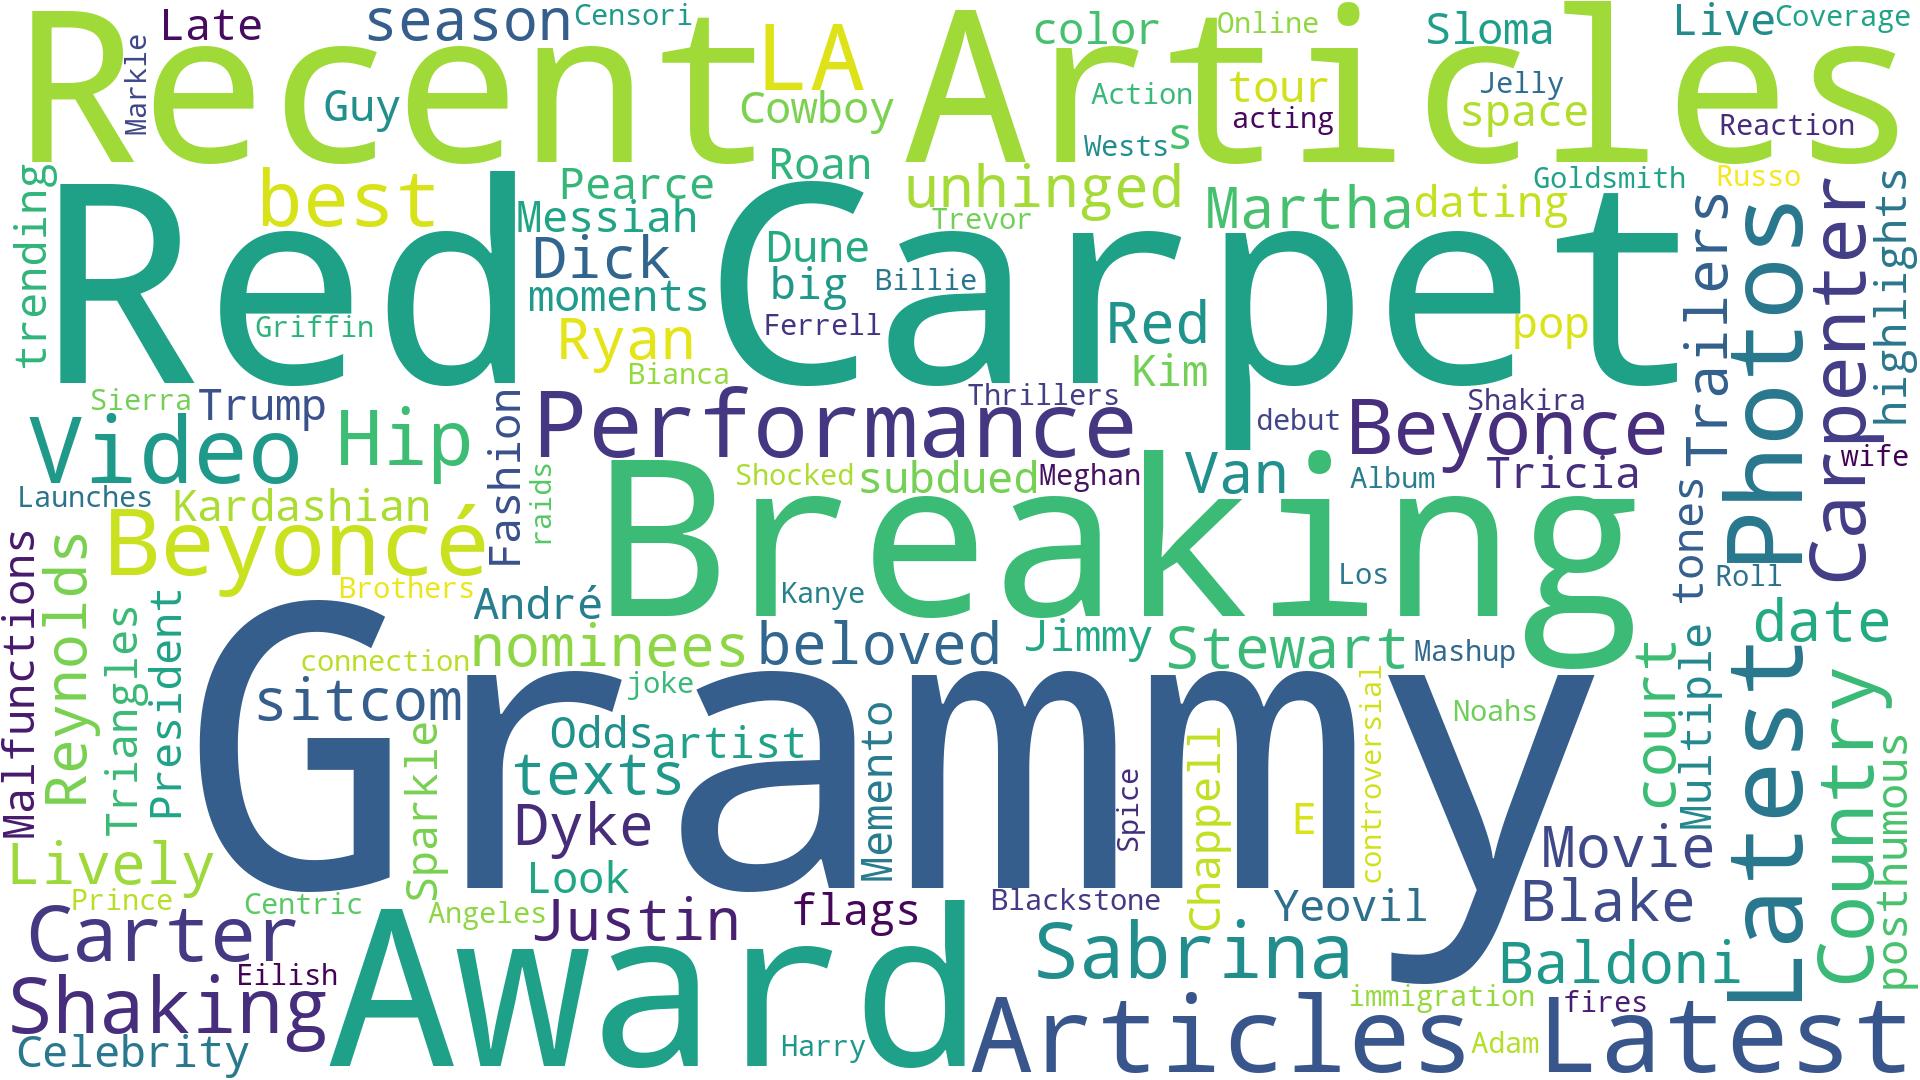 Late
season
Censori
LA
color
Online
Sloma
Live
Coverage
Recent Articles
Markle
Guy
Cowboy
Action
tour
acting
Jelly
space
Reaction
Wests
s
trending
best
Pearce
Roan
unhinged
Goldsmith
Russo
Messiah
Trevor
Martha
dating
Red Carpet
Dick
Dune
moments
big
Billie
Griffin
Ryan
Ferrell
Red
pop
Bianca
Kim
Trailers
Photos
Carpenter
highlights
Sierra
Trump
Performance
Thrillers
debut
Beyonce
Shakira
Video
Hip
Fashion
raids
Shocked
subdued
Meghan
Van
Album
Tricia
wife
Launches
Kardashian
Beyoncé
Breaking
tones
Brothers
André
Kanye
Los
Roll
Malfunctions
Reynolds
Triangles
President
connection
nominees
beloved
Jimmy
Stewart
Mashup
date
Grammy
sitcom
joke
Noahs
court
Multiple
Latest
Country
posthumous
Sparkle
Odds
artist
texts
Memento
Spice
Chappell
E
controversial
Dyke
Movie
Lively
Look
Prince
Centric
Angeles
Justin
flags
Blackstone
Yeovil
Blake
Carter
Award
Sabrina
Baldoni
Eilish
Shaking
immigration
fires
Celebrity
Harry
Articles
Adam
Latest